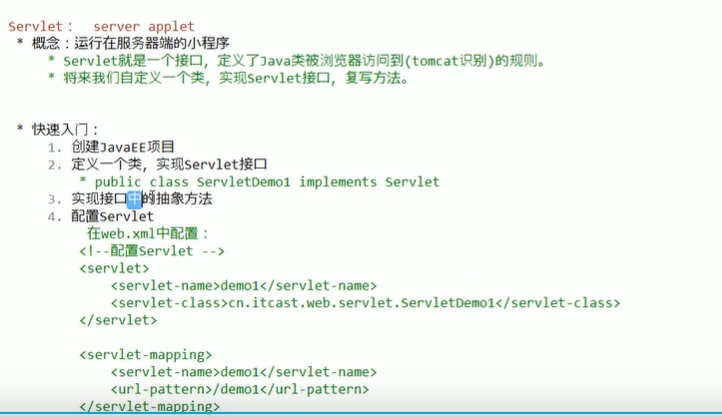 Servlet： server applet
* 概念：运行在服务器端的小程序
* Servlet就是一个接口，定义了Java类被浏览器访问到(tomcat识别)的规则。
* 将来我们自定义一个类，实现Servlet接口，复写方法。
* 快速入门：
1. 创建JavaEE项目
2. 定义一个类，实现Servlet接口
* public class ServletDemo1 implements Servlet
3. 实现接口中的抽象方法
4. 配置Servlet
在web.xml中配置：
<!--配置Servlet -->
<servlet>
<servlet-name>demo1</servlet-name>
<servlet-class>cn.itcast.web.servlet.ServletDemo1</servlet-class>
</servlet>
<servlet-mapping>
<servlet-name>demo1</servlet-name>
<url-pattern>/demo1</url-pattern>
</servlet-mapping>